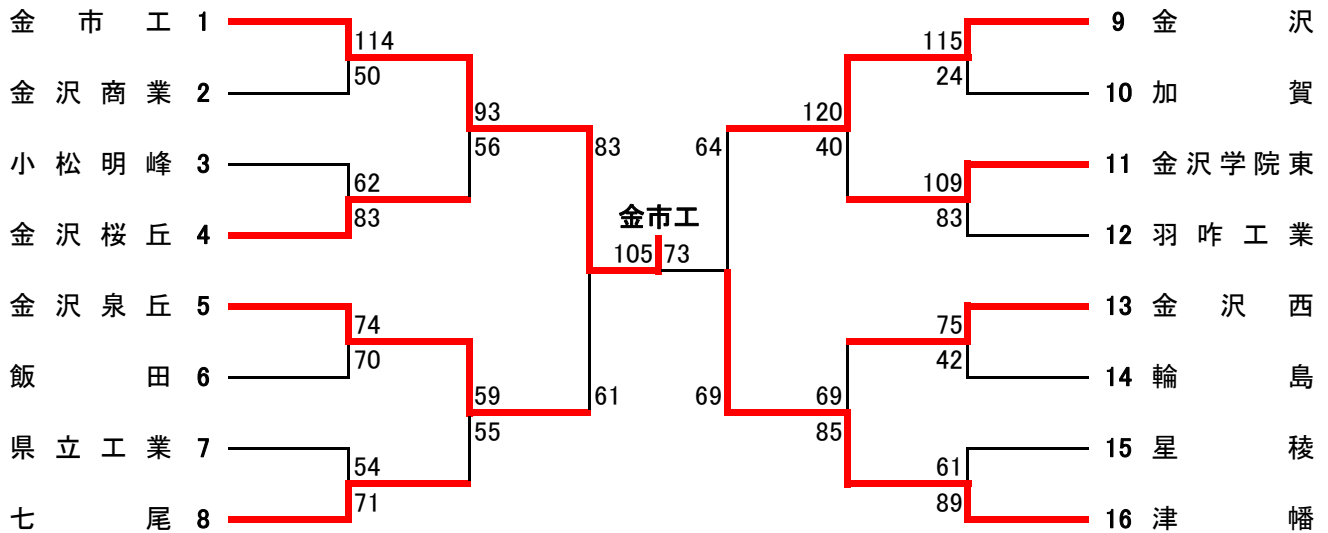 金市工 1
114
50
金沢商業 2
93
56
小松明峰 3
62
83
金沢桜丘 4
83
61
金沢泉丘 5
74
70
飯田 6
59
55
県立工業 7
54
71
七尾 8
金市工
105 73
9 金沢
115
24
10 加賀
120
40
11 金沢学院東
109
83
12 羽咋工業
64
69
13 金沢西
75
42
14 輪島
69
85
15 星稜
61
89
16 津幡